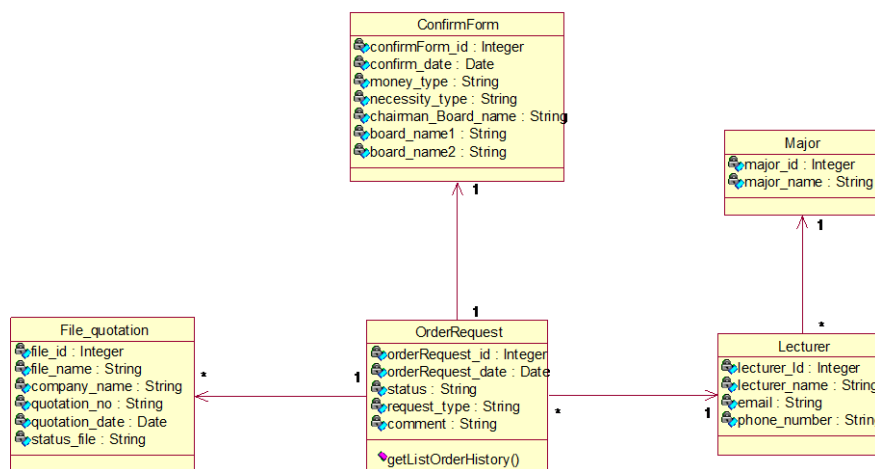 ConfirmForm
confirmForm_id : Integer
confirm_date : Date
money_type : String
necessity_type : String
chairman_Board_name : String
board_name1 : String
board_name2 : String
1
Major
major_id : Integer
major_name : String
1
1
OrderRequest
orderRequest_id : Integer
orderRequest_date : Date
status : String
request_type : String
comment : String
getListOrderHistory()
File_quotation
file_id : Integer
file_name : String
company_name : String
quotation_no : String
quotation_date : Date
status_file : String
*
1
*
1
*
Lecturer
lecturer_Id : Integer
lecturer_name : String
email : String
phone_number : String